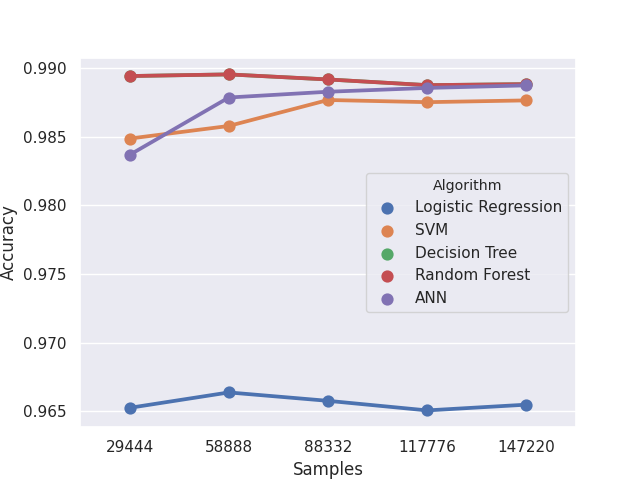 0.990
0.985
0.980
0.975
0.970
0.965
Accuracy
29444 58888 88332 117776 147220
Samples
Algorithm
Logistic Regression
SVM
Decision Tree
Random Forest
ANN